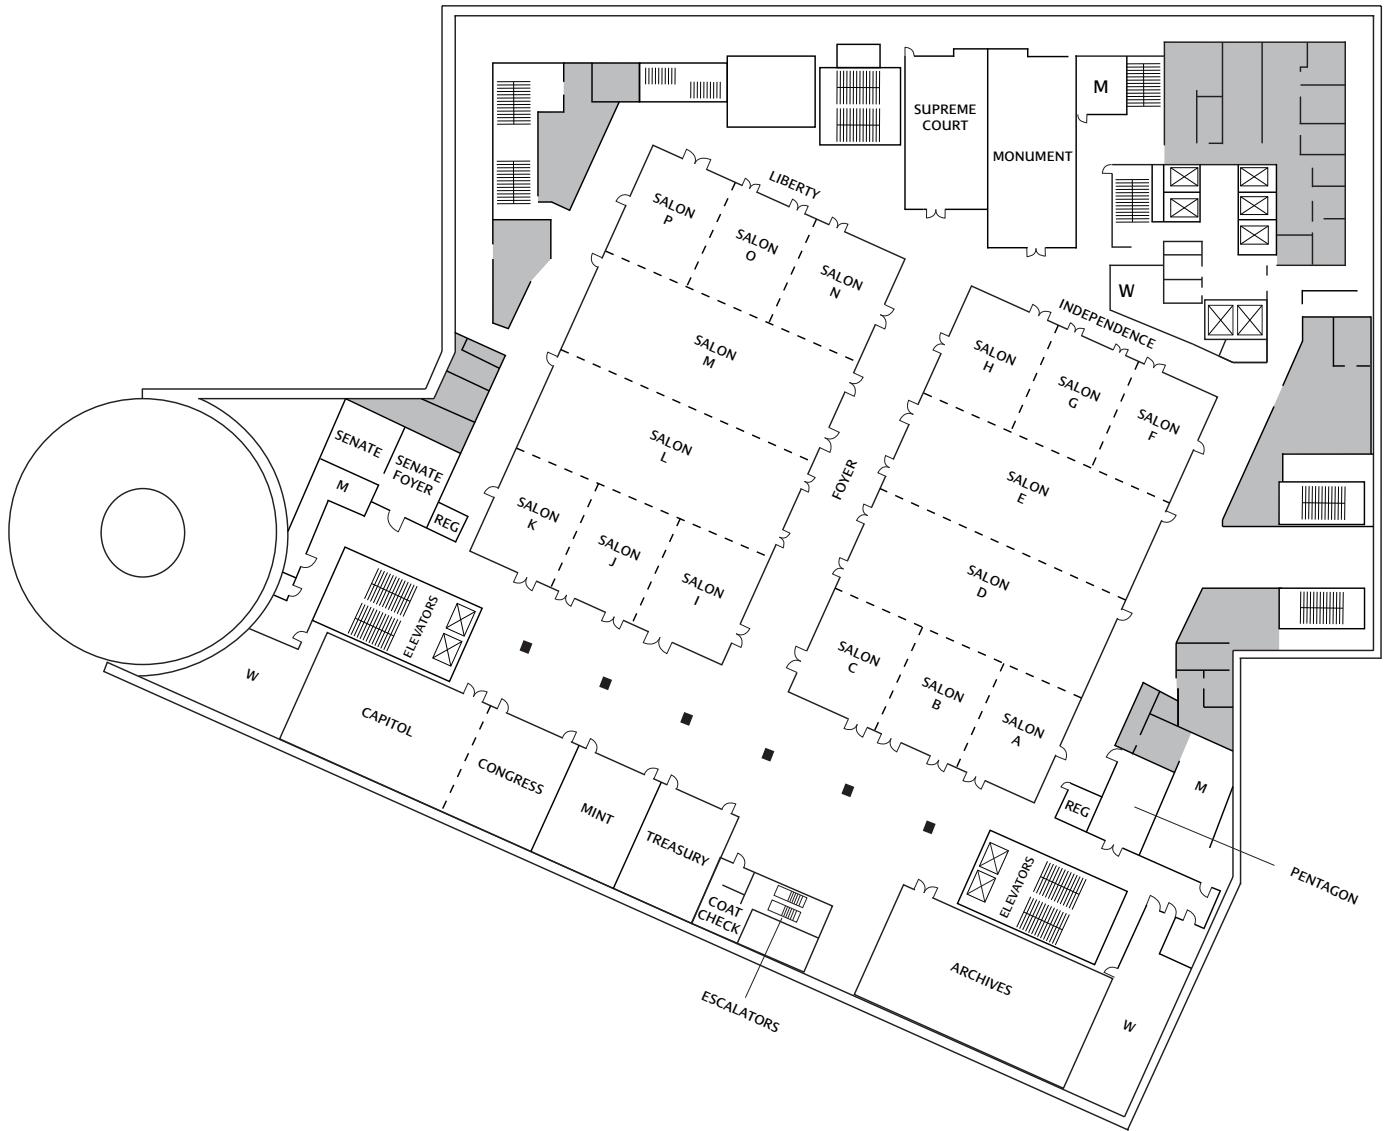 SUPREME
COURT
MONUMENT
M
LIBERTY
SALON
P
SALON
O
SALON
N
W
INDEPENDENCE
SALON
M
SALON
H
SALON
G
SALON
F
SENATE
SENATE
FOYER
M
REG
SALON
L
FOYER
SALON
E
SALON
K
SALON
J
SALON
I
SALON
D
ELEVATORS
SALON
C
SALON
B
SALON
A
W
CAPITOL
CONGRESS
MINT
TREASURY
COAT
CHECK
ESCALATORS
REG
M
PENTAGON
ELEVATORS
ARCHIVES
W